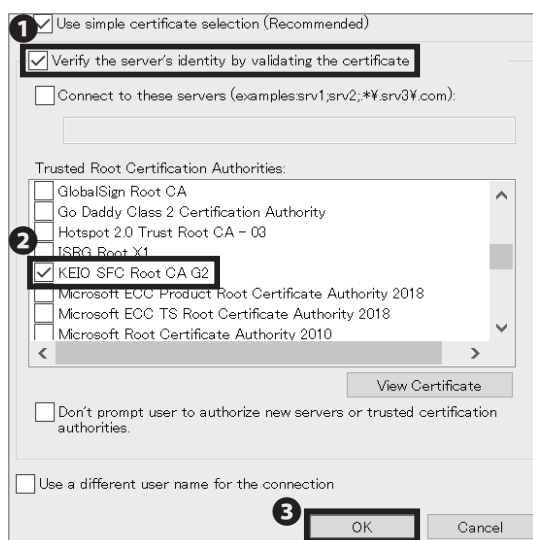 ❶
Use simple certificate selection (Recommended)
Verify the server's identity by validating the certificate
Connect to these servers (examples:srv1;srv2;.*¥.srv3¥.com):
Trusted Root Certification Authorities:
GlobalSign Root CA
Go Daddy Class 2 Certification Authority
Hotspot 2.0 Trust Root CA - 03
❷
ISRG Root X1
KEIO SFC Root CA G2
Microsoft ECC Product Root Certificate Authority 2018
Microsoft ECC TS Root Certificate Authority 2018
Microsoft Root Certificate Authority 2010
View Certificate
Don't prompt user to authorize new servers or trusted certification
authorities.
Use a different user name for the connection
❸
OK Cancel